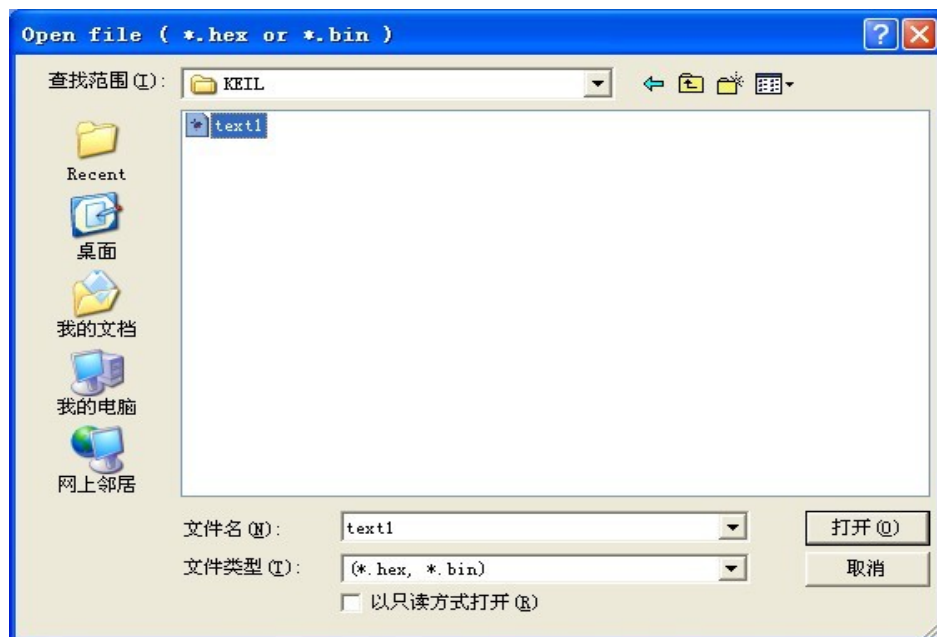 Open file ( *.hex or *.bin )
查找范围(I): KEIL
text1
Recent
桌面
我的文档
我的电脑
网上邻居
文件名(N): text1 打开(O)
文件类型(T): (*.hex, *.bin) 取消
以只读方式打开(R)